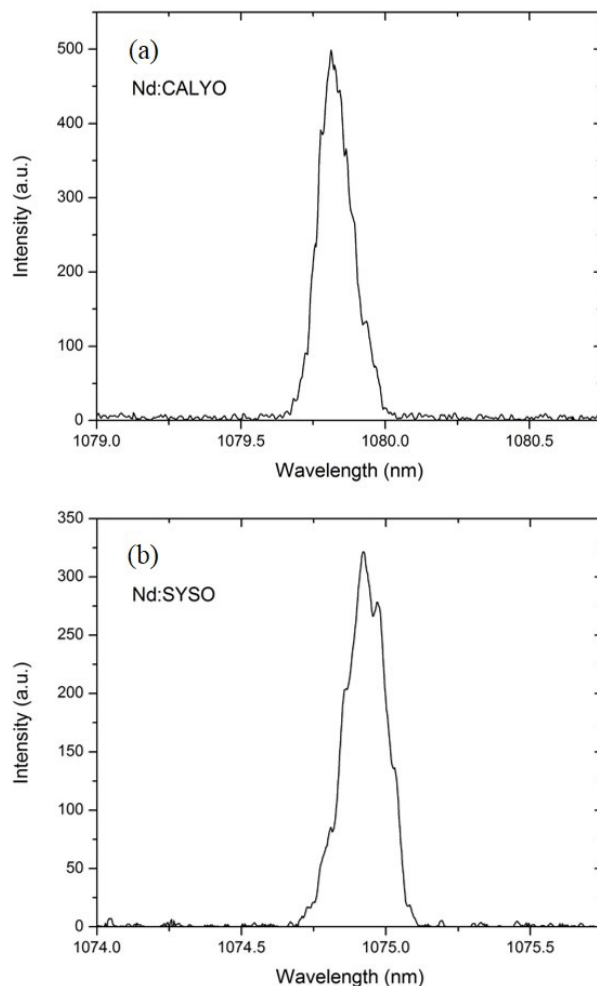 (a)
Nd:CALYO
500
400
300
200
100
0
Intensity (a.u.)
1079.0 1079.5 1080.0 1080.5
Wavelength (nm)
(b)
Nd:SYSO
350
300
250
200
150
100
50
0
Intensity (a.u.)
1074.0 1074.5 1075.0 1075.5
Wavelength (nm)